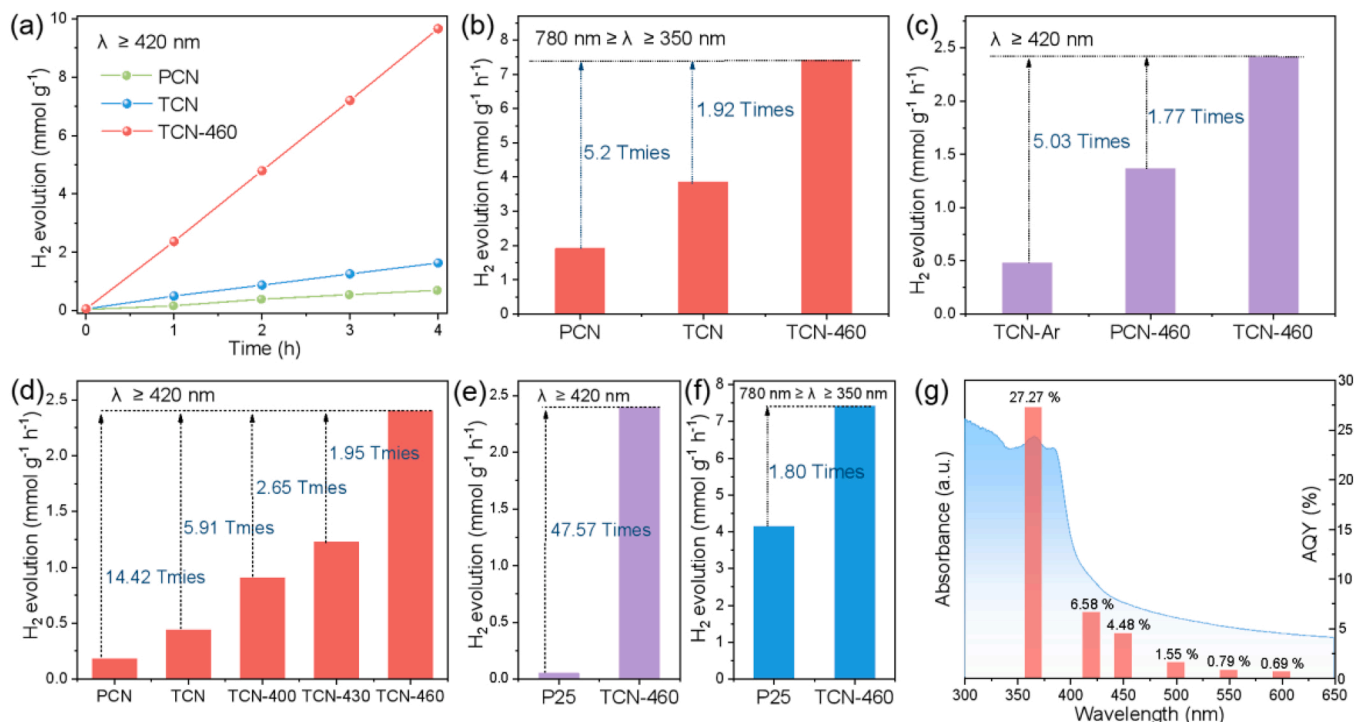 (a)
λ ≥ 420 nm
PCN
TCN
TCN-460
H₂ evolution (mmol g⁻¹)
10
8
6
4
2
0
0 1 2 3 4
Time (h)
(b)
780 nm ≥ λ ≥ 350 nm
5.2 Tmies
1.92 Times
H₂ evolution (mmol g⁻¹ h⁻¹)
8
7
6
5
4
3
2
1
0
PCN TCN TCN-460
(c)
λ ≥ 420 nm
5.03 Times
1.77 Times
H₂ evolution (mmol g⁻¹ h⁻¹)
2.5
2.0
1.5
1.0
0.5
0.0
TCN-Ar PCN-460 TCN-460
(d)
λ ≥ 420 nm
14.42 Tmies
5.91 Tmies
2.65 Tmies
1.95 Tmies
H₂ evolution (mmol g⁻¹ h⁻¹)
2.5
2.0
1.5
1.0
0.5
0.0
PCN TCN TCN-400 TCN-430 TCN-460
(e)
λ ≥ 420 nm
47.57 Times
H₂ evolution (mmol g⁻¹ h⁻¹)
2.5
2.0
1.5
1.0
0.5
0.0
P25 TCN-460
(f)
780 nm ≥ λ ≥ 350 nm
1.80 Times
H₂ evolution (mmol g⁻¹ h⁻¹)
8
7
6
5
4
3
2
1
0
P25 TCN-460
(g)
27.27 %
6.58 %
4.48 %
1.55 %
0.79 %
0.69 %
Absorbance (a.u.)
AQY (%)
30
25
20
15
10
5
0
300 350 400 450 500 550 600 650
Wavelength (nm)